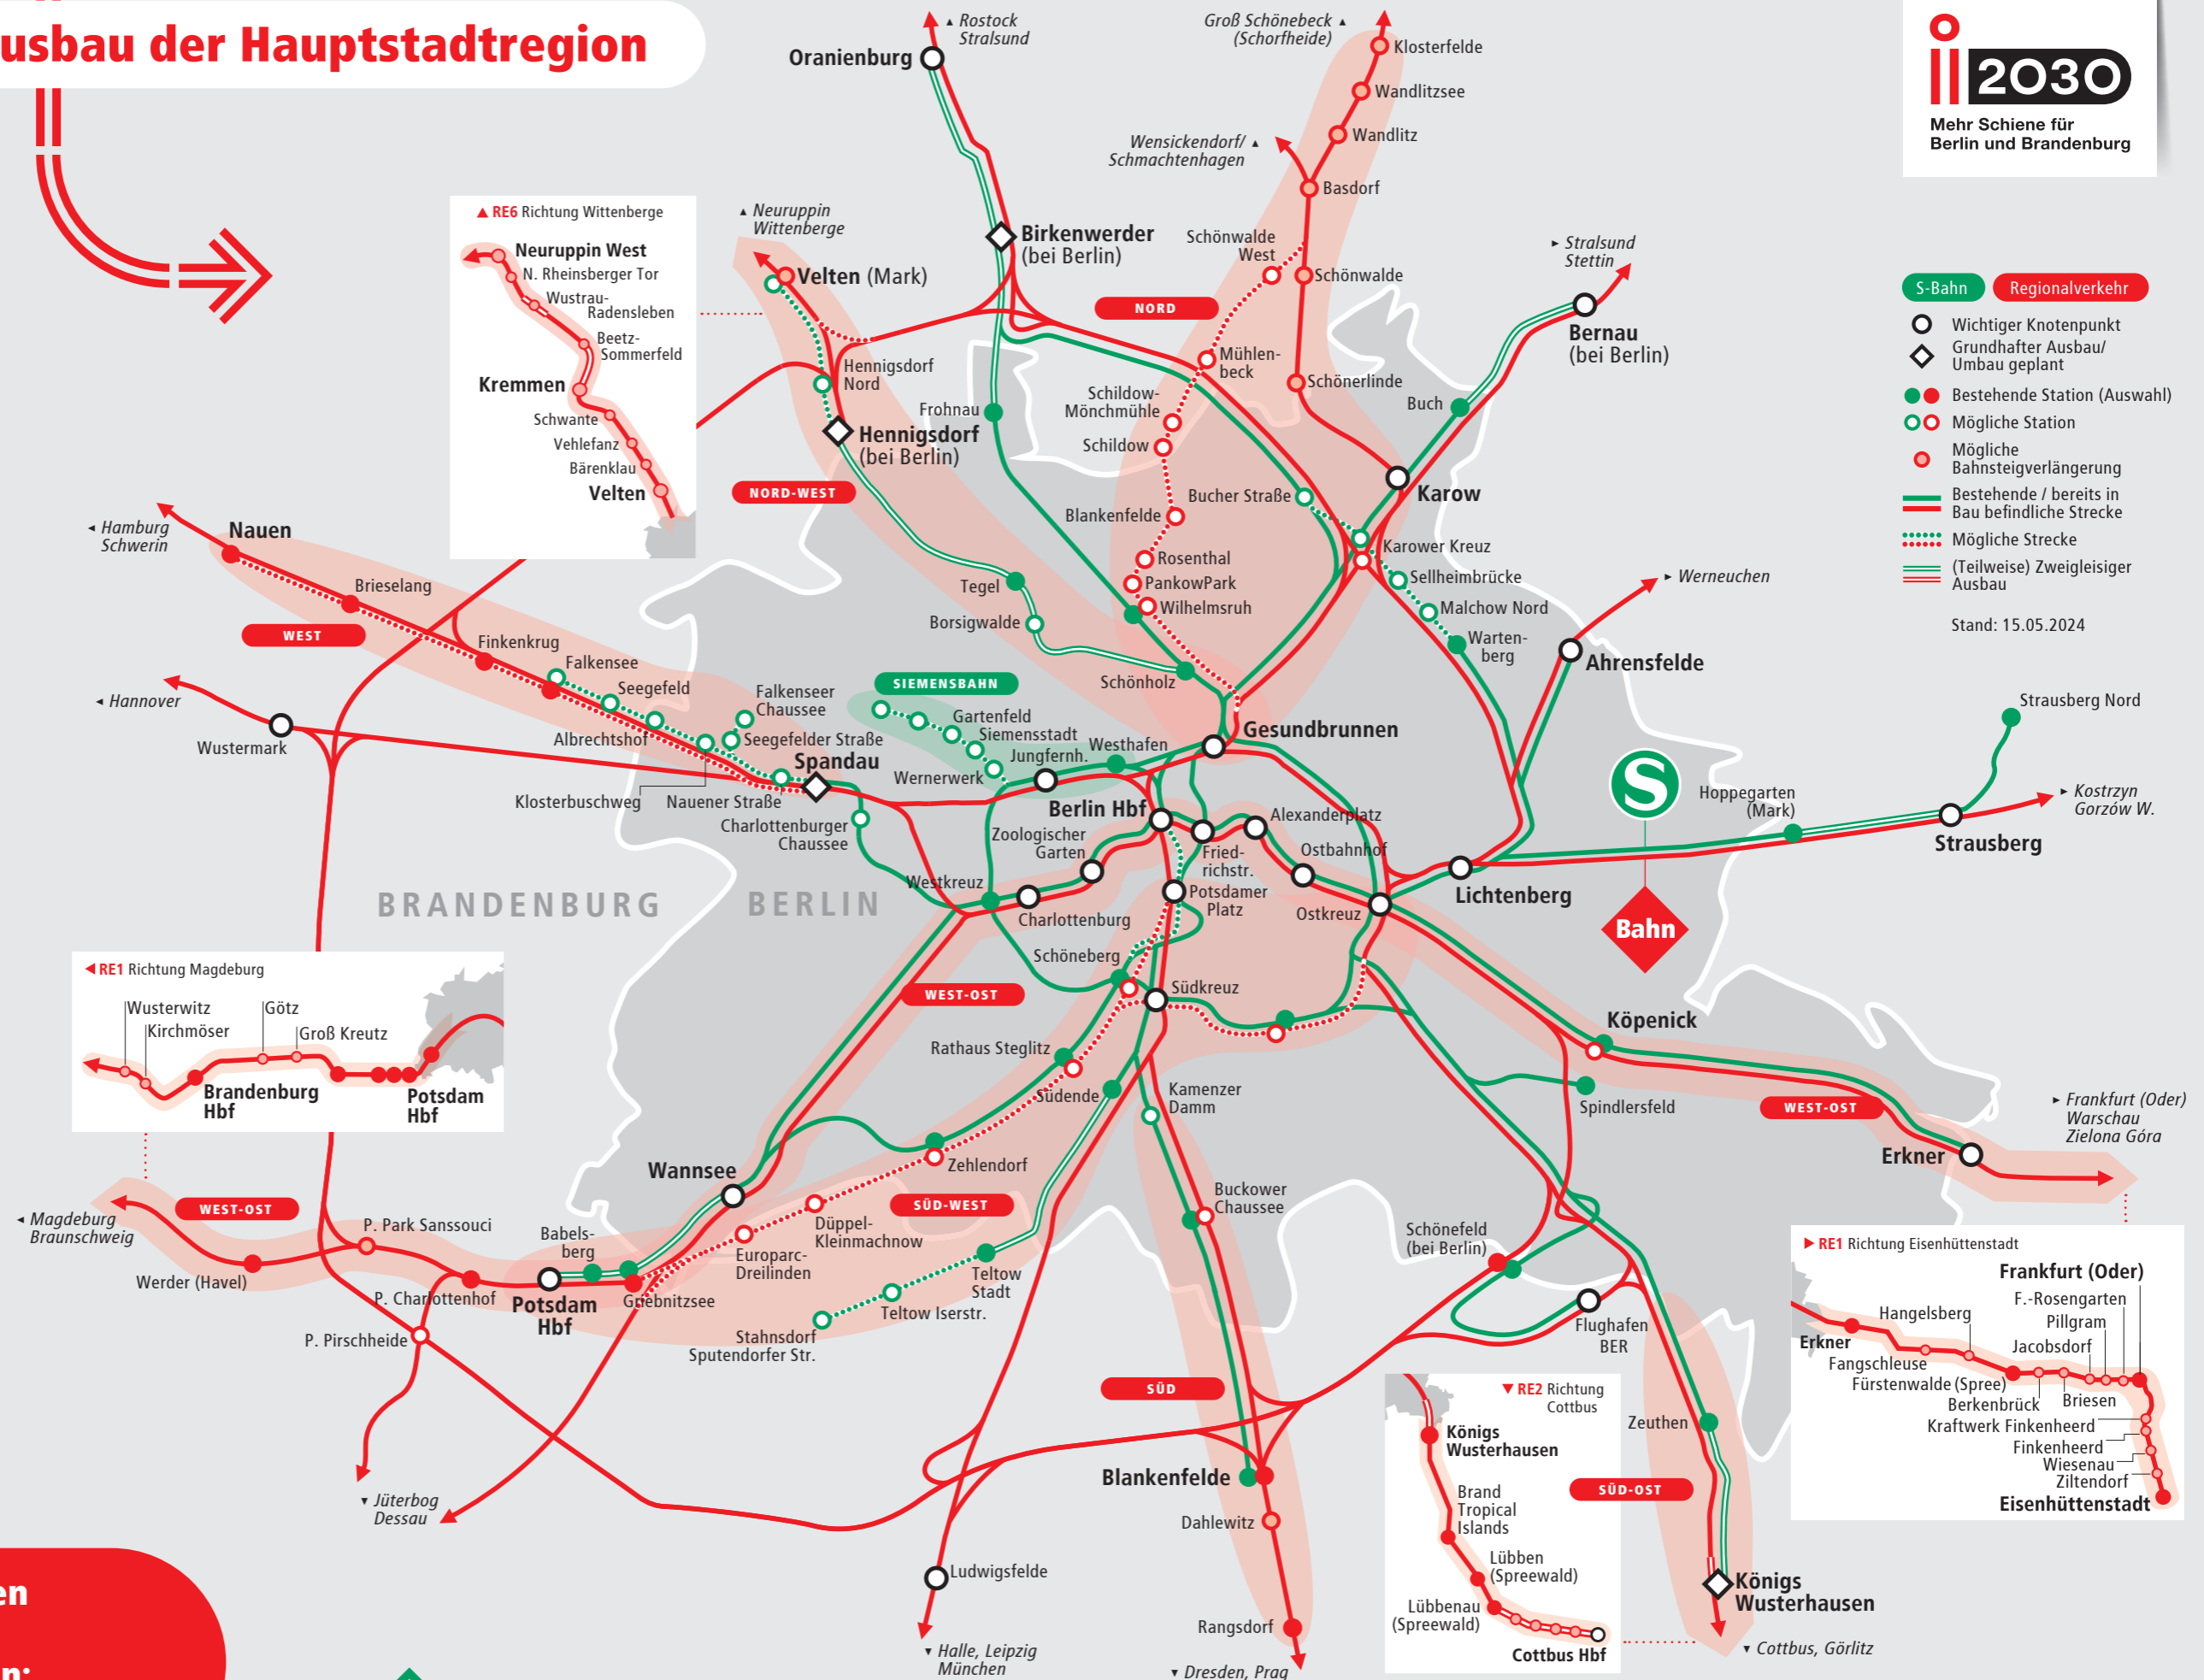 usbau der Hauptstadtregion
▴ Rostock
Stralsund
Oranienburg
Groß Schönebeck ▴
(Schorfheide)
Klosterfelde
Wandlitzsee
Wandlitz
Wensickendorf/ ▴
Schmachtenhagen
Basdorf
i2030
Mehr Schiene für
Berlin und Brandenburg
▲ RE6 Richtung Wittenberge
Neuruppin West
N. Rheinsberger Tor
Wustrau-
Radensleben
Beetz-
Sommerfeld
Kremmen
Schwante
Vehlefanz
Bärenklau
Velten
▴ Neuruppin
Wittenberge
Velten (Mark)
Birkenwerder
(bei Berlin)
Schönwalde
West
Schönwalde
NORD
▸ Stralsund
Stettin
Bernau
(bei Berlin)
S-Bahn
Regionalverkehr
Wichtiger Knotenpunkt
Grundhafter Ausbau/
Umbau geplant
Bestehende Station (Auswahl)
Mögliche Station
Mögliche
Bahnsteigverlängerung
Bestehende / bereits in
Bau befindliche Strecke
Mögliche Strecke
(Teilweise) Zweigleisiger
Ausbau
Stand: 15.05.2024
Hennigsdorf
Nord
Mühlen-
beck
Schönerlinde
Schildow-
Mönchmühle
Frohnau
Buch
Hennigsdorf
(bei Berlin)
Schildow
NORD-WEST
Bucher Straße
Karow
Blankenfelde
◂ Hamburg
Schwerin
Nauen
Brieselang
WEST
Finkenkrug
Falkensee
Seegefeld
Albrechtshof
Karower Kreuz
Rosenthal
Sellheimbrücke
PankowPark
Malchow Nord
Wilhelmsruh
Warten-
berg
Tegel
Borsigwalde
Schönholz
▸ Werneuchen
Ahrensfelde
◂ Hannover
Wustermark
Falkenseer
Chaussee
Seegefelder Straße
Spandau
SIEMENSBAHN
Gartenfeld
Siemensstadt
Jungfernh.
Wernerwerk
Westhafen
Gesundbrunnen
Strausberg Nord
Klosterbuschweg
Nauener Straße
Charlottenburger
Chaussee
Berlin Hbf
Zoologischer
Garten
Alexanderplatz
Fried-
richstr.
Ostbahnhof
S
Hoppegarten
(Mark)
▸ Kostrzyn
Gorzów W.
Strausberg
BRANDENBURG
BERLIN
Westkreuz
Charlottenburg
Potsdamer
Platz
Ostkreuz
Lichtenberg
Bahn
Schöneberg
WEST-OST
Südkreuz
◀ RE1 Richtung Magdeburg
Wusterwitz
Kirchmöser
Götz
Groß Kreutz
Brandenburg
Hbf
Potsdam
Hbf
Rathaus Steglitz
Südende
Kamenzer
Damm
Köpenick
Spindlersfeld
WEST-OST
▸ Frankfurt (Oder)
Warschau
Zielona Góra
Erkner
Wannsee
Zehlendorf
SÜD-WEST
Buckower
Chaussee
◂ Magdeburg
Braunschweig
WEST-OST
P. Park Sanssouci
Werder (Havel)
P. Charlottenhof
P. Pirschheide
Babels-
berg
Potsdam
Hbf
Griebnitzsee
Europarc-
Dreilinden
Düppel-
Kleinmachnow
Teltow
Stadt
Teltow Iserstr.
Stahnsdorf
Sputendorfer Str.
Schönefeld
(bei Berlin)
Flughafen
BER
▶ RE1 Richtung Eisenhüttenstadt
Frankfurt (Oder)
F.-Rosengarten
Hangelsberg
Pillgram
Erkner
Jacobsdorf
Fangschleuse
Fürstenwalde (Spree)
Berkenbrück
Briesen
Kraftwerk Finkenheerd
Finkenheerd
Wiesenau
Ziltendorf
Eisenhüttenstadt
SÜD
▼ RE2 Richtung
Cottbus
Königs
Wusterhausen
Brand
Tropical
Islands
Lübben
(Spreewald)
Lübbenau
(Spreewald)
Cottbus Hbf
Zeuthen
SÜD-OST
Königs
Wusterhausen
▾ Cottbus, Görlitz
Blankenfelde
Dahlewitz
Rangsdorf
▾ Dresden, Prag
▾ Jüterbog
Dessau
Ludwigsfelde
▾ Halle, Leipzig
München
en
n: